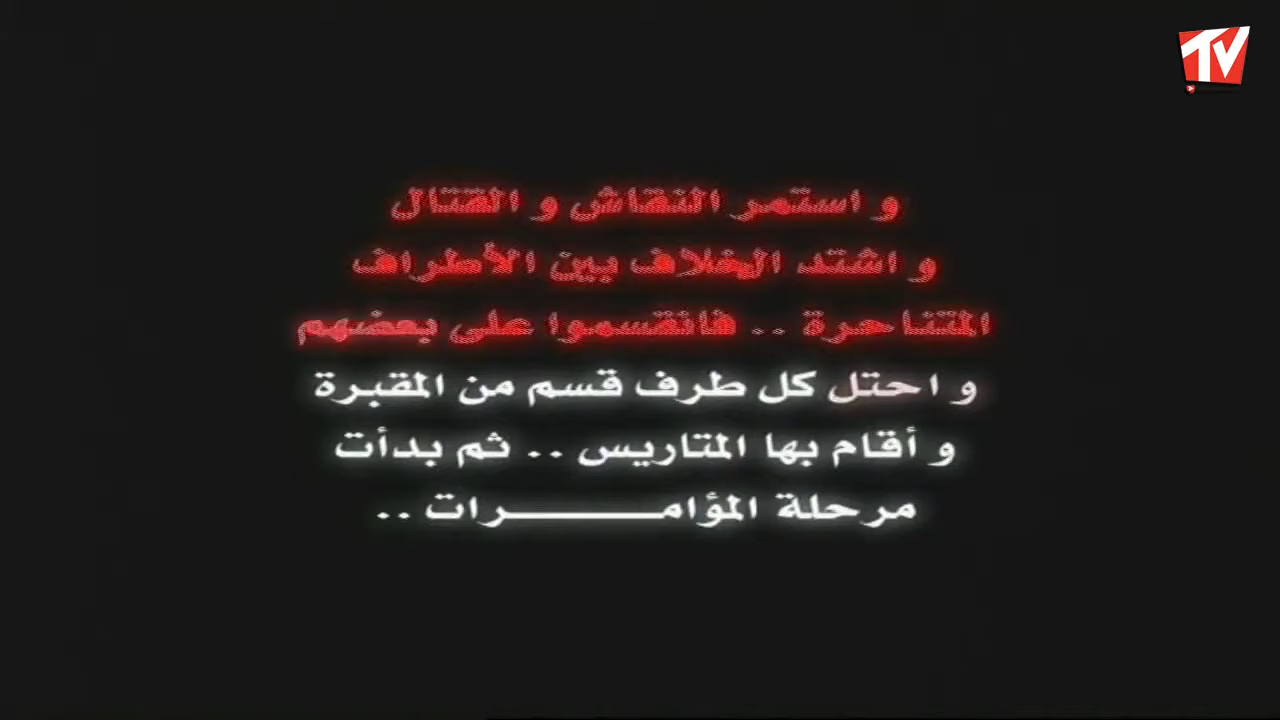 TV
و استمر النقاش و القتال
و اشتد الخلاف بين الأطراف
المتناحرة .. فانقسموا على بعضهم
و احتل كل طرف قسم من المقبرة
و أقام بها المتاريس .. ثم بدأت
مرحلة المؤامـــــــــرات ..